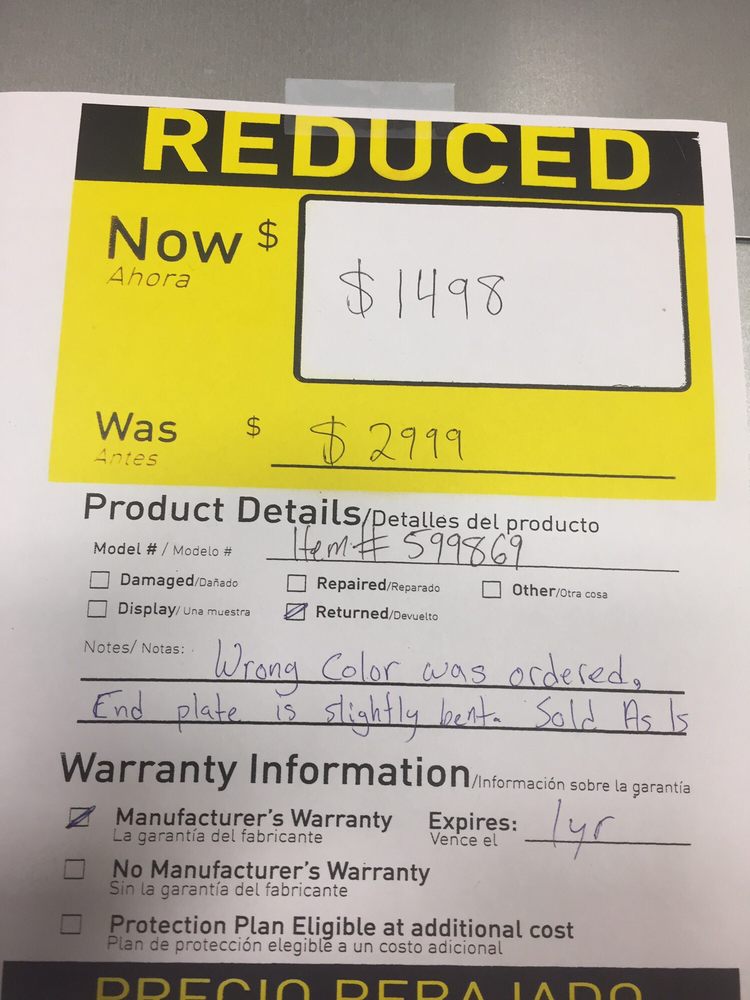 REDUCED
Now $ $1498
Ahora
Was $ $2999
Antes
Product Details/Detalles del producto
Model # / Modelo # Item # 599869
Damaged/Dañado Repaired/Reparado Other/Otra cosa
Display/ Una muestra Returned/Devuelto
Notes/ Notas: Wrong Color was ordered,
End plate is slightly bent. Sold As Is
Warranty Information/Información sobre la garantía
Manufacturer's Warranty Expires: 1yr
La garantía del fabricante Vence el
No Manufacturer's Warranty
Sin la garantía del fabricante
Protection Plan Eligible at additional cost
Plan de protección elegible a un costo adicional
PRECIO REBAJADO